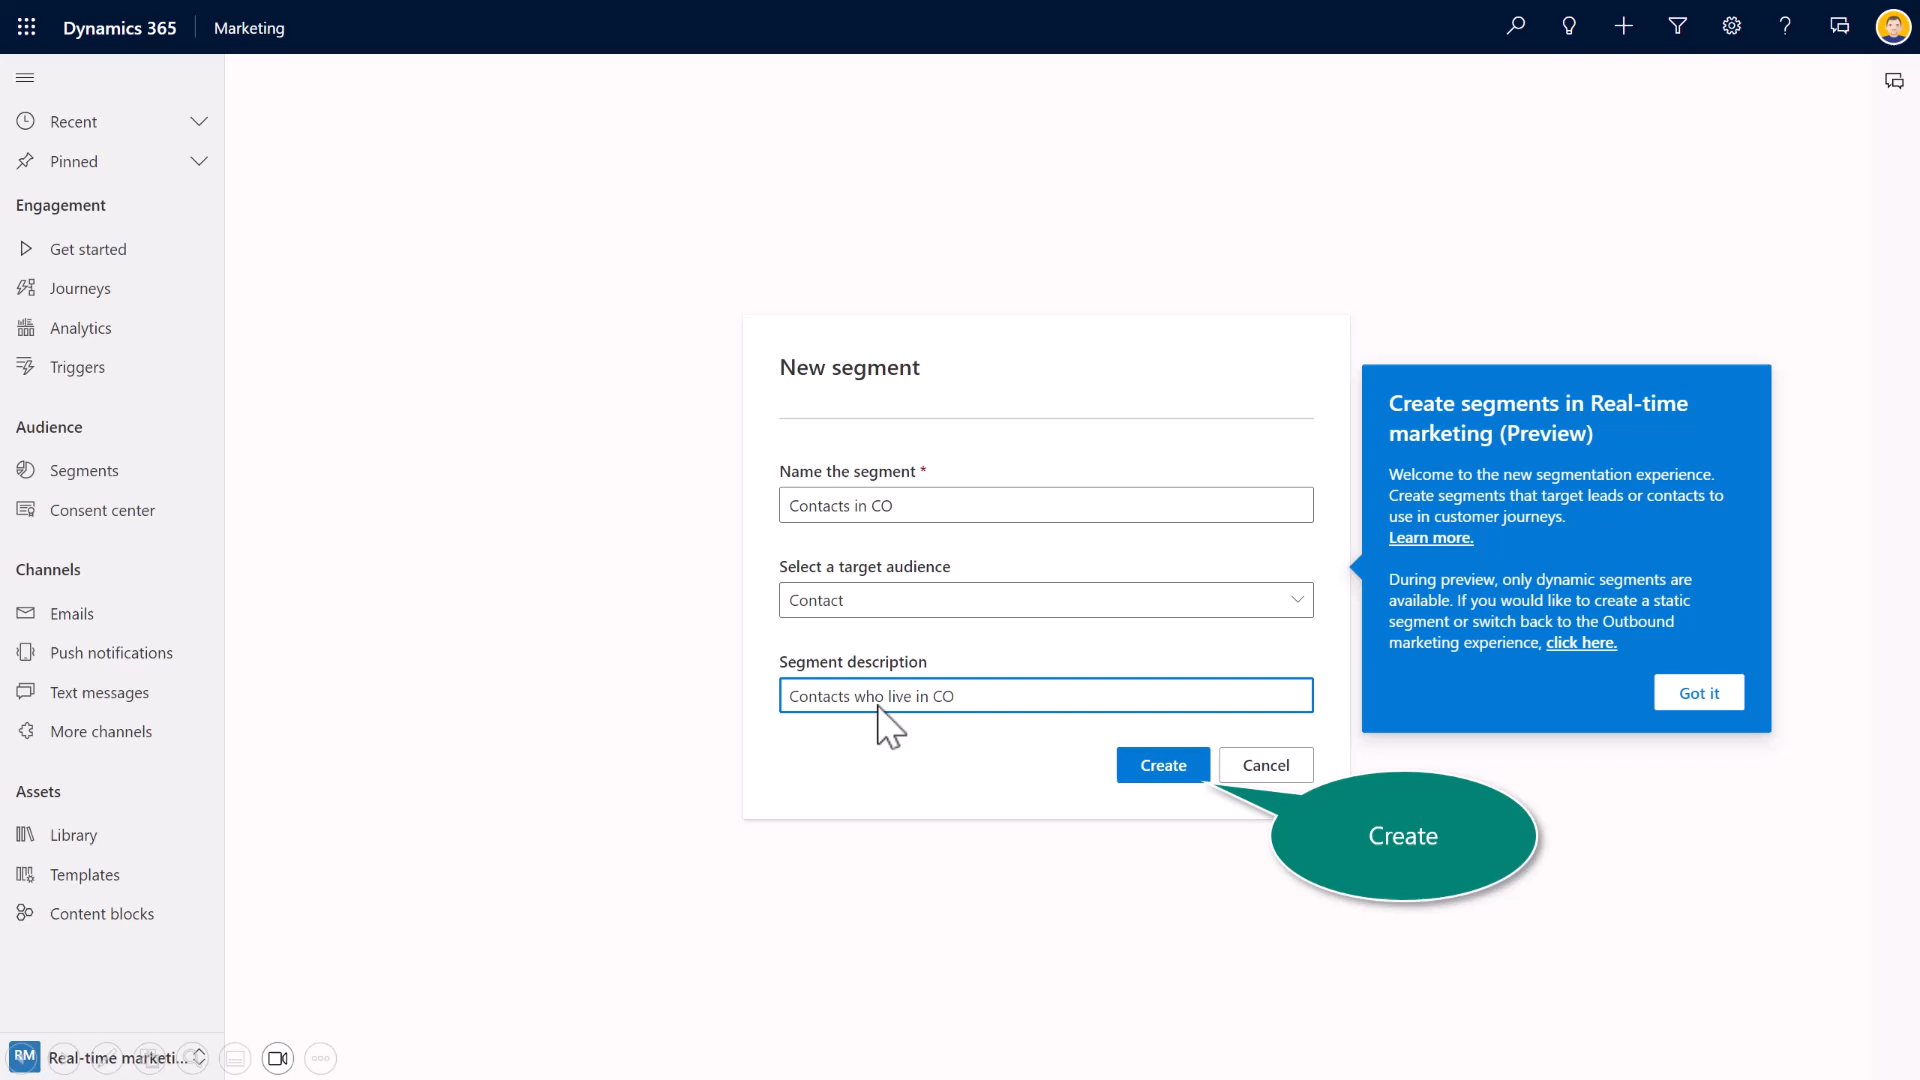 Dynamics 365
Marketing
Recent
Pinned
Engagement
Get started
Journeys
Analytics
Triggers
Audience
Segments
Consent center
Channels
Emails
Push notifications
Text messages
More channels
Assets
Library
Templates
Content blocks
RM
Real-time marketi...
New segment
Name the segment *
Contacts in CO
Select a target audience
Contact
Segment description
Contacts who live in CO
Create
Cancel
Create segments in Real-time
marketing (Preview)
Welcome to the new segmentation experience.
Create segments that target leads or contacts to
use in customer journeys.
Learn more.
During preview, only dynamic segments are
available. If you would like to create a static
segment or switch back to the Outbound
marketing experience, click here.
Got it
Create